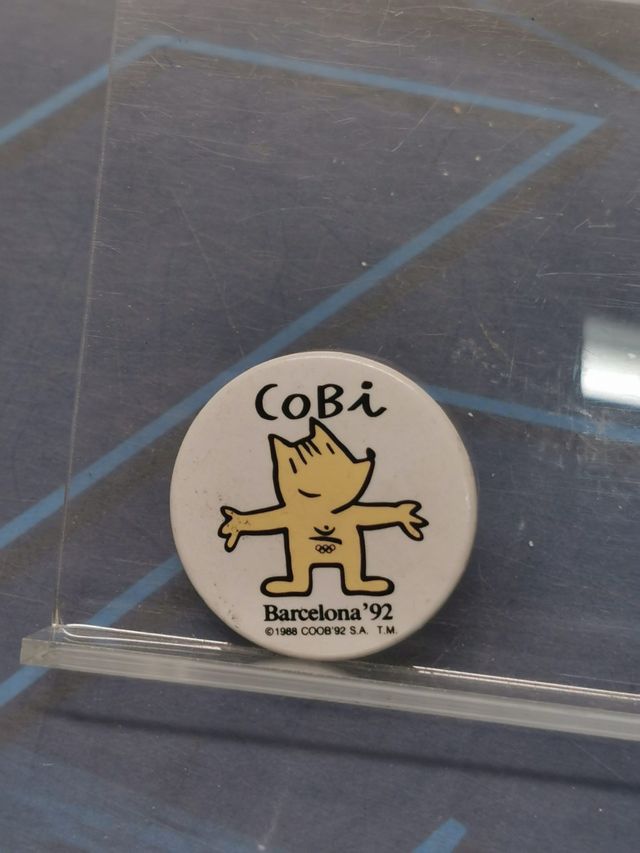 CoBi
Barcelona '92
©1988 COOB'92 S.A. T.M.